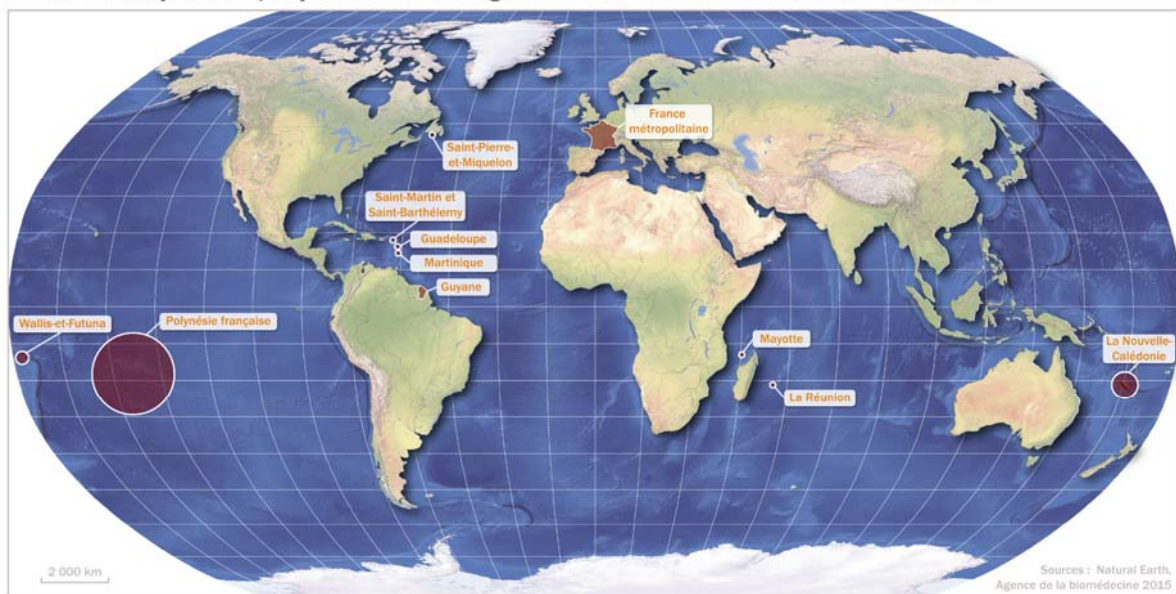 France
métropolitaine
Saint-Pierre-
et-Miquelon
Saint-Martin et
Saint-Barthélemy
Guadeloupe
Martinique
Guyane
Wallis-et-Futuna
Polynésie française
Mayotte
La Nouvelle-
Calédonie
La Réunion
2 000 km
Sources : Natural Earth,
Agence de la biomédecine 2015